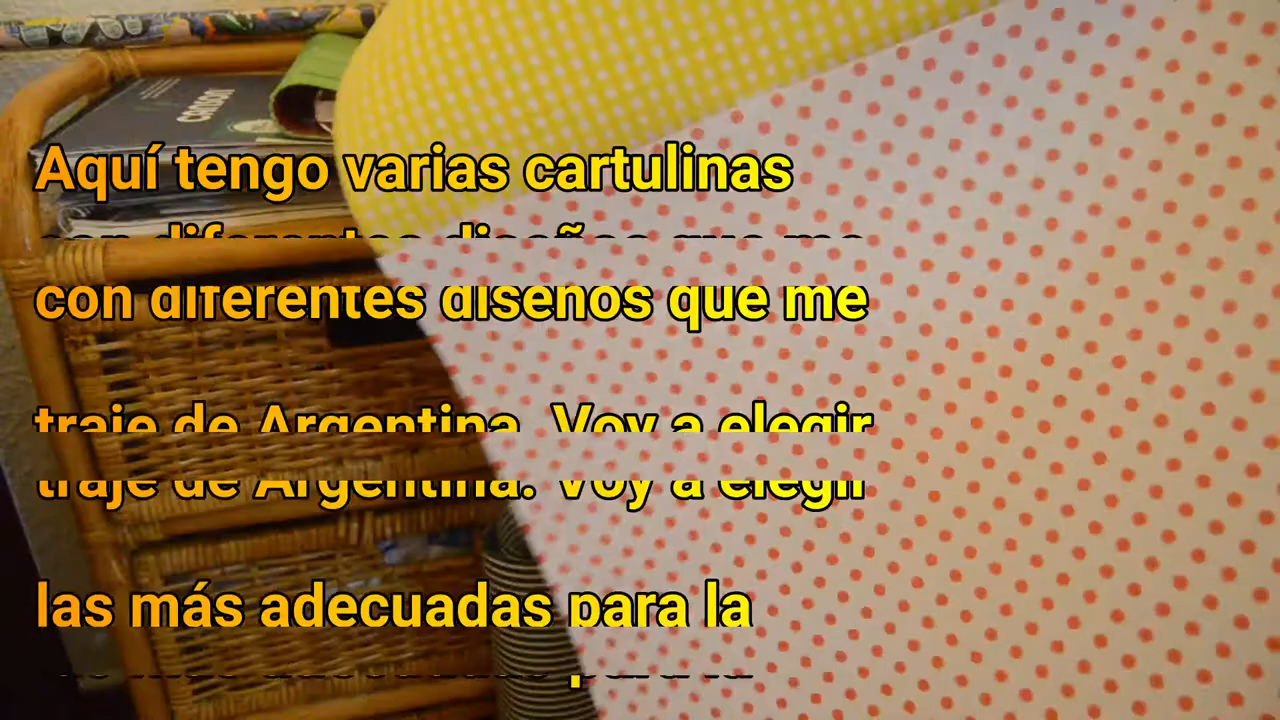 CANSON
Aquí tengo varias cartulinas
con diferentes diseños que me
traje de Argentina. Voy a elegir
las más adecuadas para la